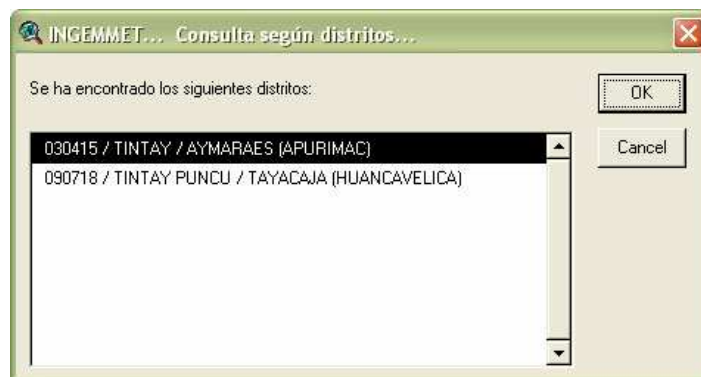 INGEMMET... Consulta según distritos...
Se ha encontrado los siguientes distritos:
OK
030415 / TINTAY / AYMARAES (APURIMAC)
Cancel
090718 / TINTAY PUNCU / TAYACAJA (HUANCAVELICA)